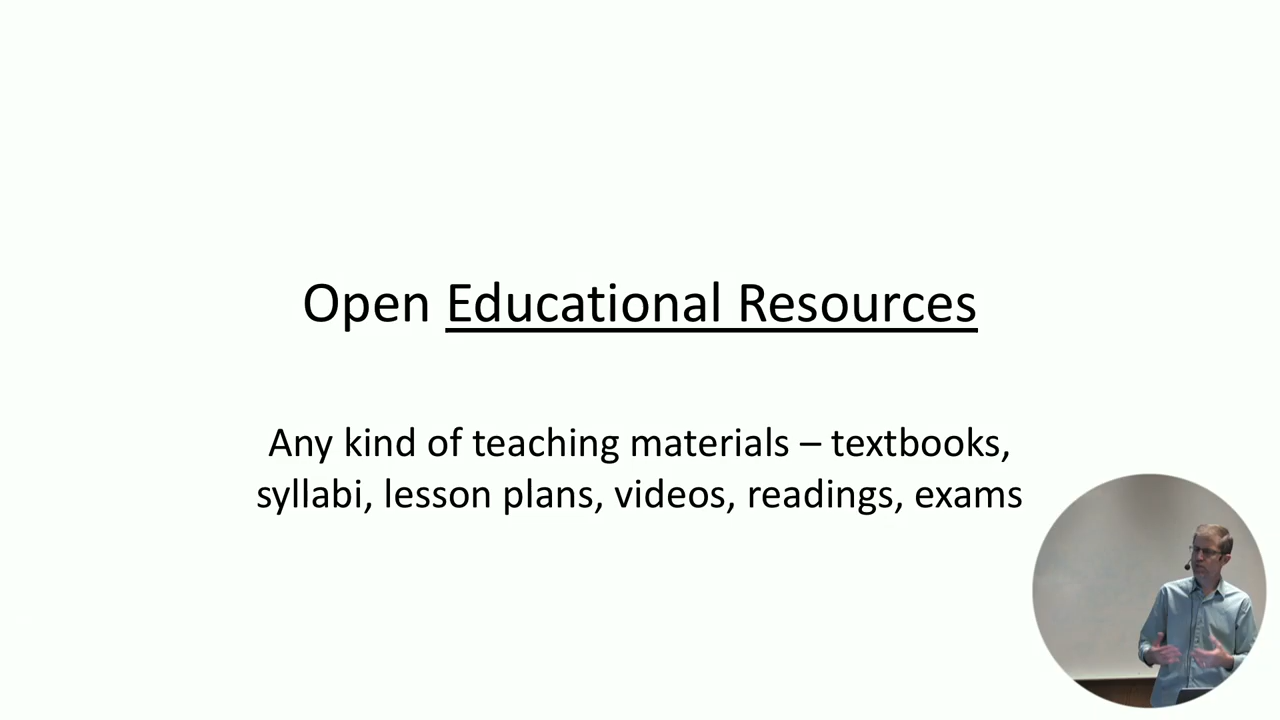 Open Educational Resources
Any kind of teaching materials – textbooks,
syllabi, lesson plans, videos, readings, exams